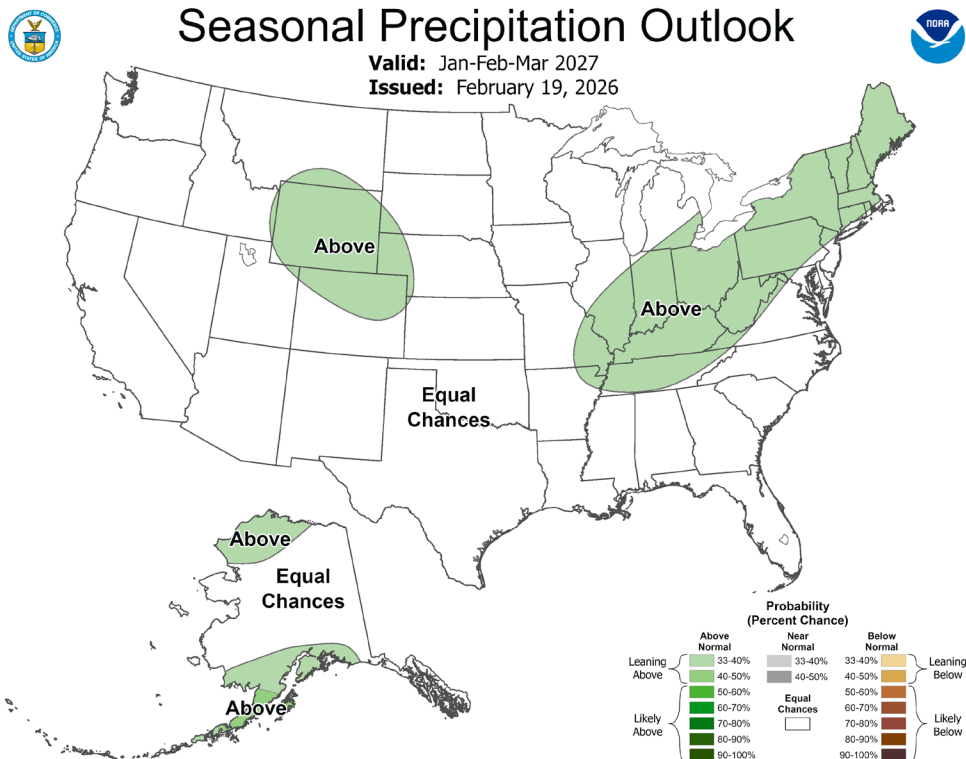 Seasonal Precipitation Outlook
Valid: Jan-Feb-Mar 2027
Issued: February 19, 2026
NOAA
Above
Above
Equal
Chances
Above
Equal
Chances
Above
Probability
(Percent Chance)
Above
Normal
Near
Normal
Below
Normal
Leaning
Above
33-40%
40-50%
Likely
Above
50-60%
60-70%
70-80%
80-90%
90-100%
33-40%
40-50%
Equal
Chances
33-40%
40-50%
Leaning
Below
50-60%
60-70%
70-80%
80-90%
90-100%
Likely
Below